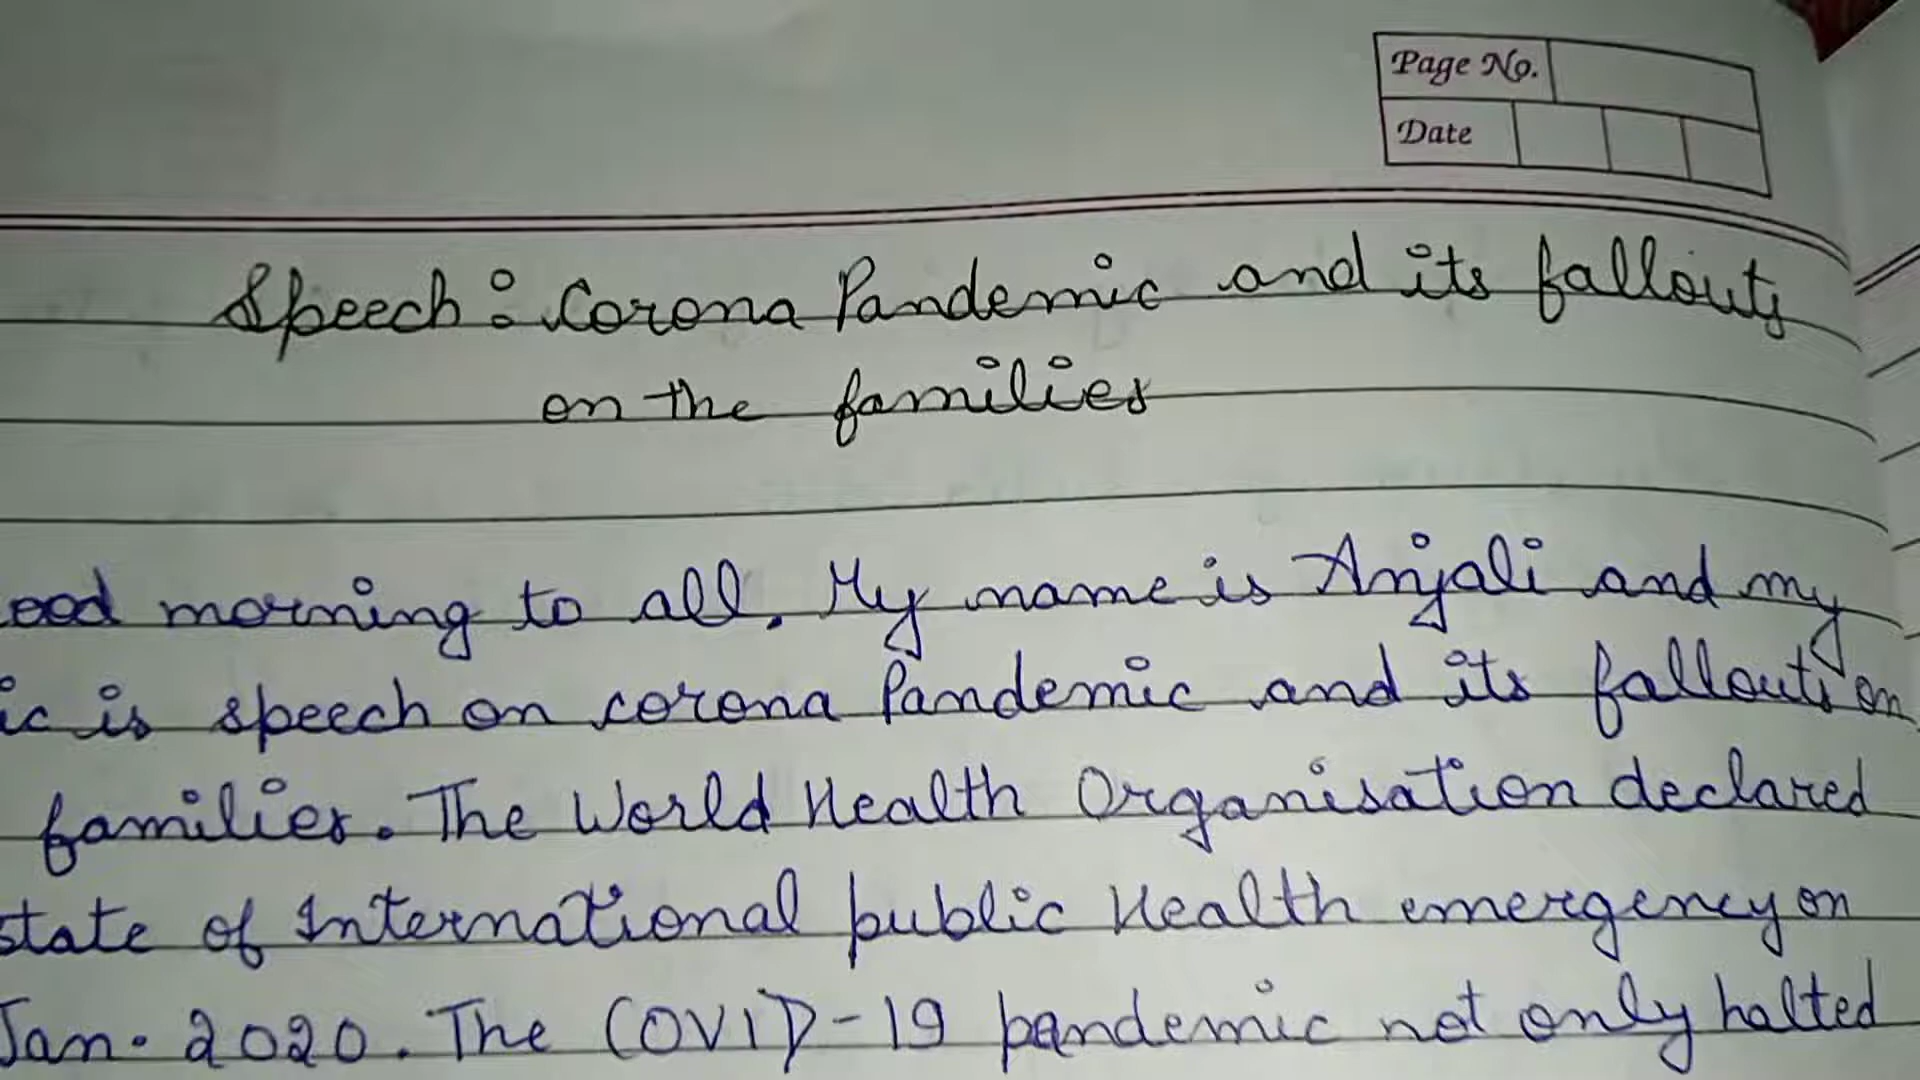 Page No.
Date
Speech: Corona Pandemic and its fallouts
on the families
ood morning to all. My name is Anjali and my
ic is speech on corona Pandemic and its fallouts on
families. The World Health Organisation declared
state of International public Health emergency on
Jan. 2020. The COVID-19 pandemic not only halted